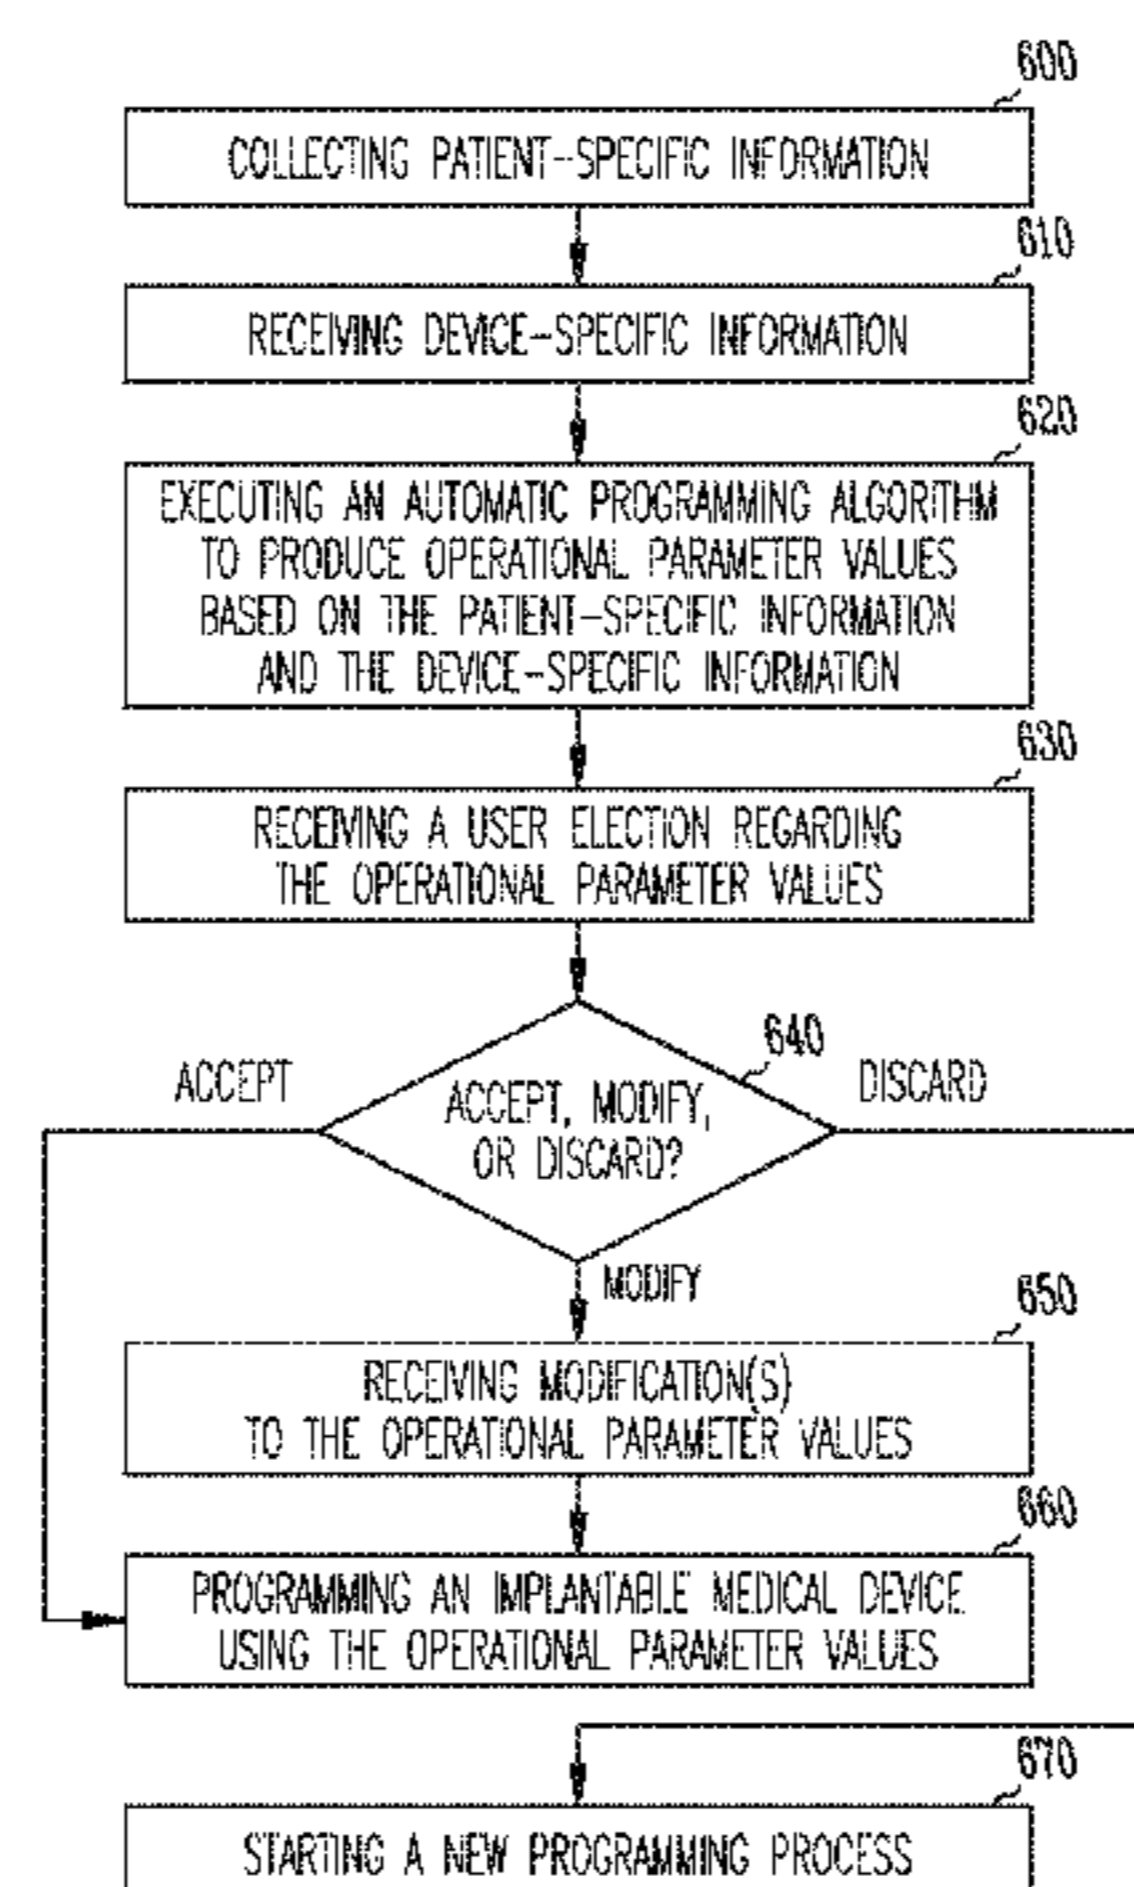 600
COLLECTING PATIENT-SPECIFIC INFORMATION
610
RECEIVING DEVICE-SPECIFIC INFORMATION
620
EXECUTING AN AUTOMATIC PROGRAMMING ALGORITHM
TO PRODUCE OPERATIONAL PARAMETER VALUES
BASED ON THE PATIENT-SPECIFIC INFORMATION
AND THE DEVICE-SPECIFIC INFORMATION
630
RECEIVING A USER ELECTION REGARDING
THE OPERATIONAL PARAMETER VALUES
640
ACCEPT
DISCARD
ACCEPT, MODIFY,
OR DISCARD?
MODIFY
650
RECEIVING MODIFICATION(S)
TO THE OPERATIONAL PARAMETER VALUES
660
PROGRAMMING AN IMPLANTABLE MEDICAL DEVICE
USING THE OPERATIONAL PARAMETER VALUES
670
STARTING A NEW PROGRAMMING PROCESS